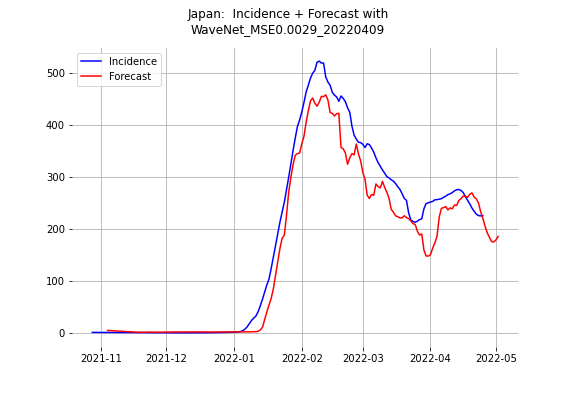 Japan:  Incidence + Forecast with
WaveNet_MSE0.0029_20220409
Incidence
Forecast
500
400
300
200
100
0
2021-11 2021-12 2022-01 2022-02 2022-03 2022-04 2022-05